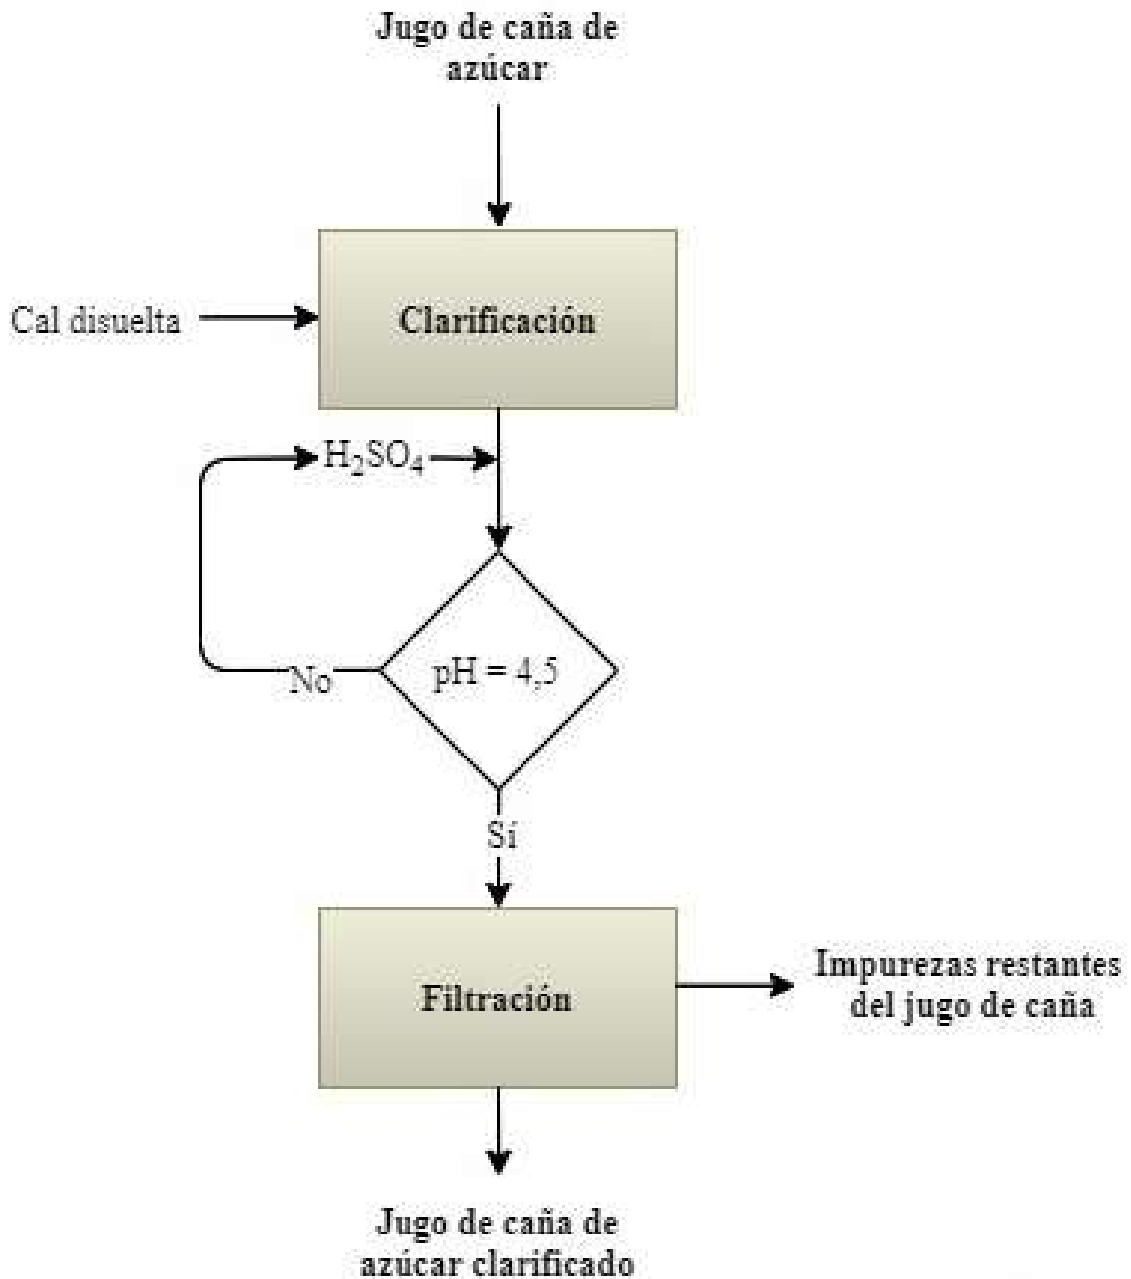 Jugo de caña de
azúcar
Cal disuelta
Clarificación
H₂SO₄
pH = 4,5
No
Sí
Filtración
Impurezas restantes
del jugo de caña
Jugo de caña de
azúcar clarificado